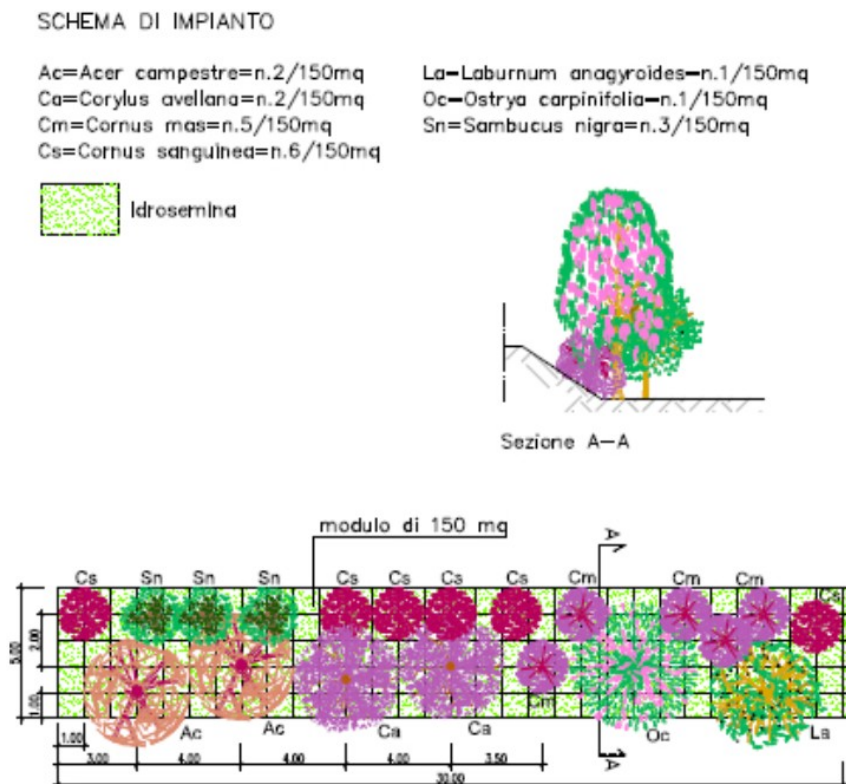 SCHEMA DI IMPIANTO
Ac=Acer campestre=n.2/150mq
Ca=Corylus avellana=n.2/150mq
Cm=Cornus mas=n.5/150mq
Cs=Cornus sanguinea=n.6/150mq
La=Laburnum anagyroides=n.1/150mq
Oc=Ostrya carpinifolia=n.1/150mq
Sn=Sambucus nigra=n.3/150mq
Idrosemina
Sezione A-A
modulo di 150 mq
A
Cs Sn Sn Sn Cs Cs Cs Cs Cm Cm Cm
Cs
5.00
2.00
1.00
Cm
Ac Ac Ca Ca Oc La
A
1.00
3.00 4.00 4.00 4.00 3.50
30.00